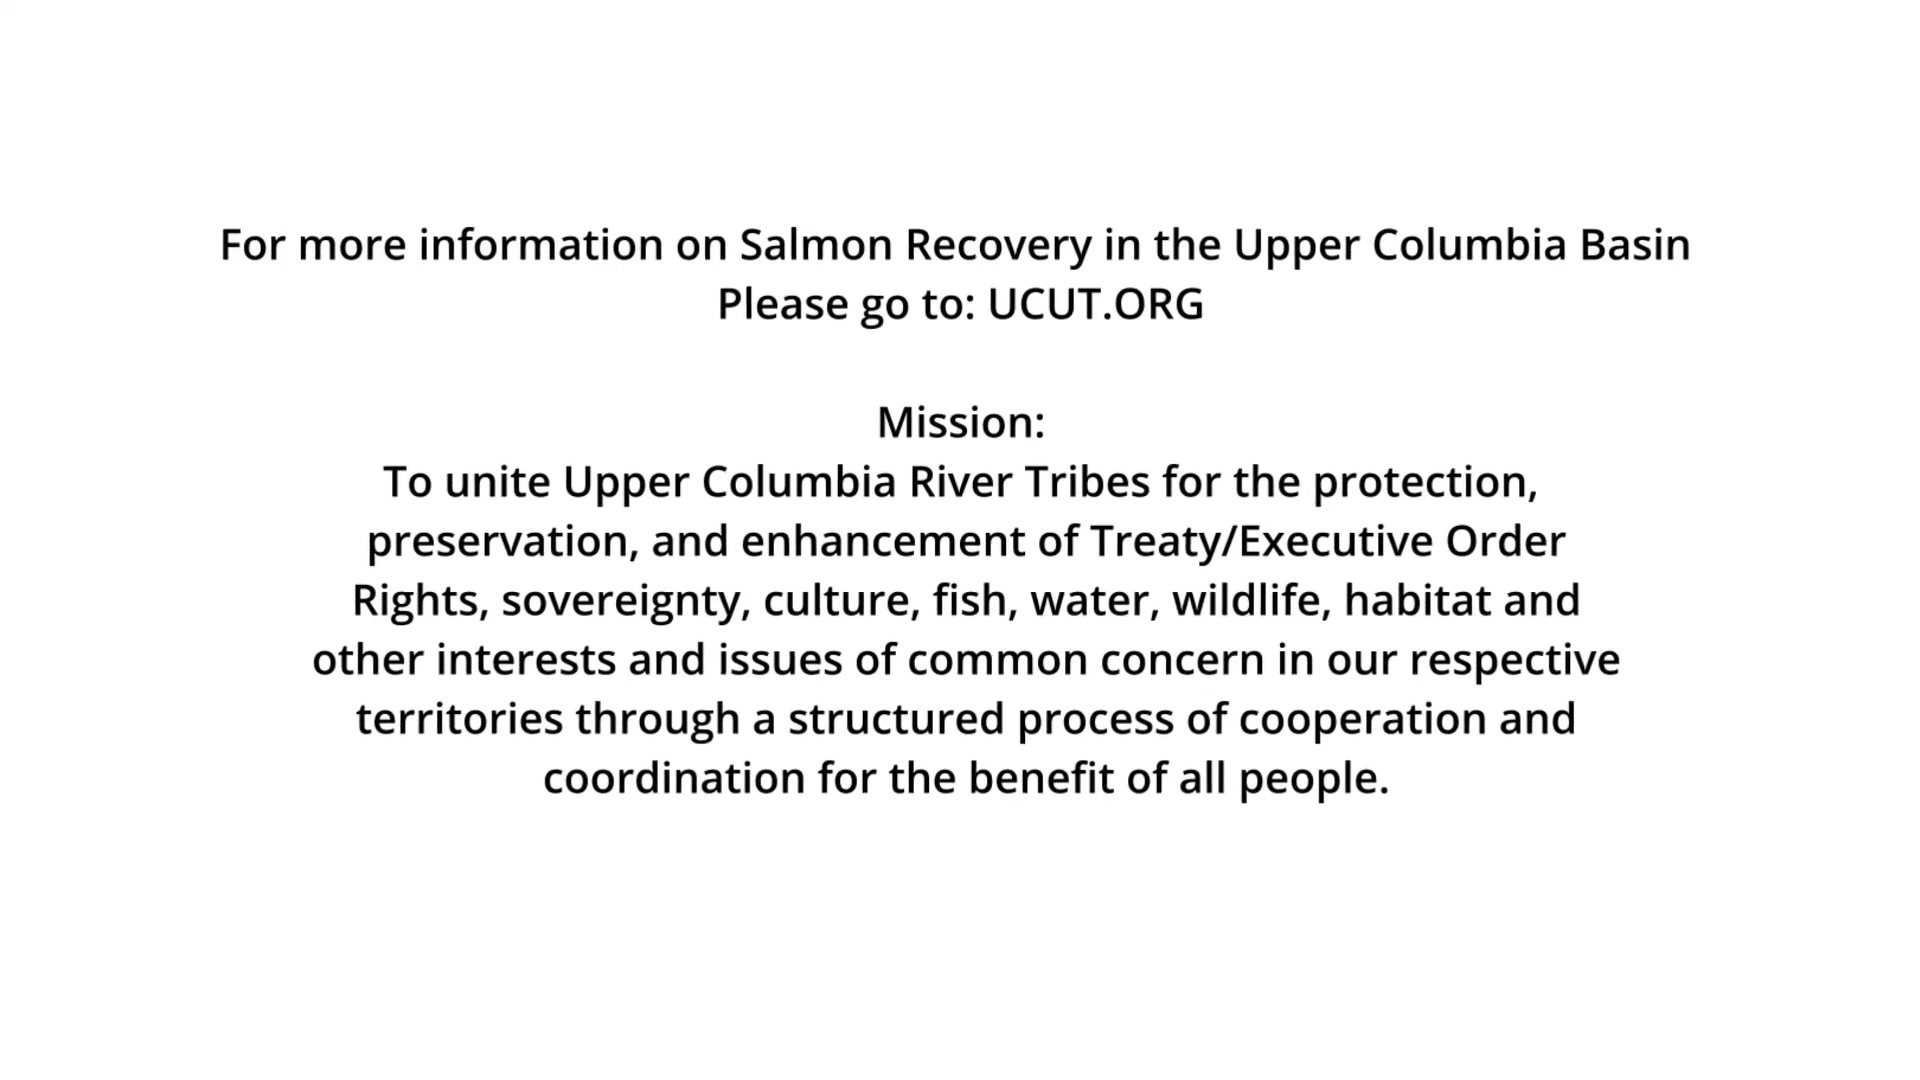 For more information on Salmon Recovery in the Upper Columbia Basin
Please go to: UCUT.ORG
Mission:
To unite Upper Columbia River Tribes for the protection,
preservation, and enhancement of Treaty/Executive Order
Rights, sovereignty, culture, fish, water, wildlife, habitat and
other interests and issues of common concern in our respective
territories through a structured process of cooperation and
coordination for the benefit of all people.